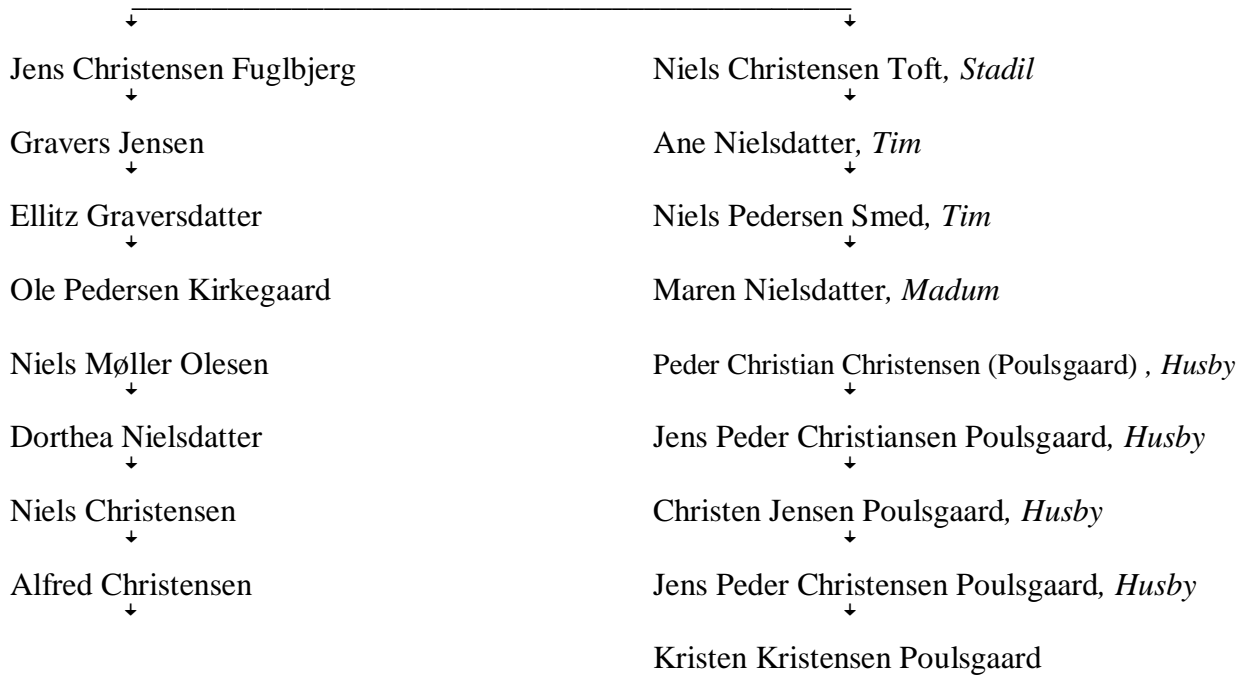 Jens Christensen Fuglbjerg
Niels Christensen Toft, Stadil
Gravers Jensen
Ane Nielsdatter, Tim
Ellitz Graversdatter
Niels Pedersen Smed, Tim
Ole Pedersen Kirkegaard
Maren Nielsdatter, Madum
Niels Møller Olesen
Peder Christian Christensen (Poulsgaard) , Husby
Dorthea Nielsdatter
Jens Peder Christiansen Poulsgaard, Husby
Niels Christensen
Christen Jensen Poulsgaard, Husby
Alfred Christensen
Jens Peder Christensen Poulsgaard, Husby
Kristen Kristensen Poulsgaard